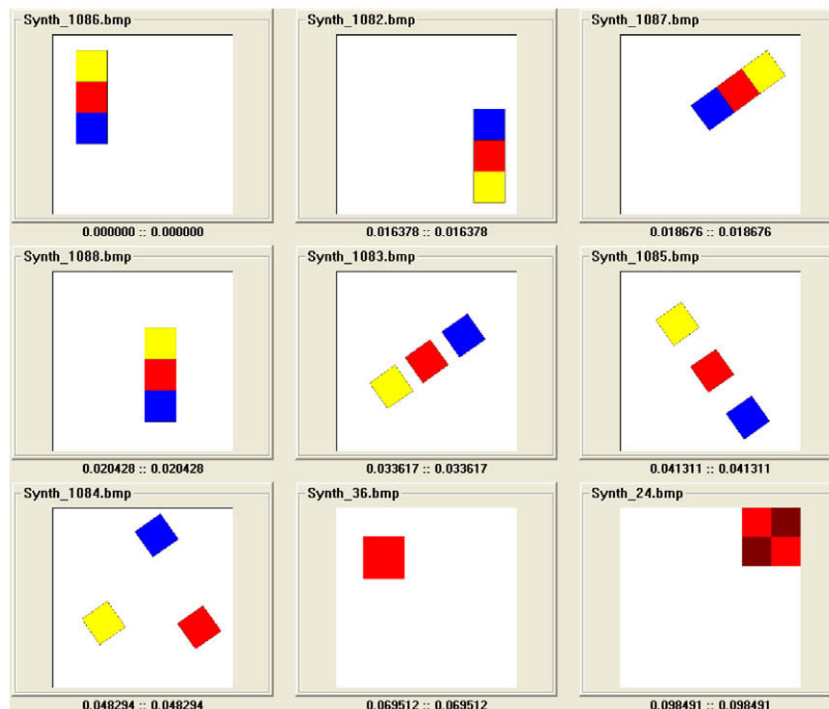 Synth_1086.bmp
Synth_1082.bmp
Synth_1087.bmp
0.000000 :: 0.000000
0.016378 :: 0.016378
0.018676 :: 0.018676
Synth_1088.bmp
Synth_1083.bmp
Synth_1085.bmp
0.020428 :: 0.020428
0.033617 :: 0.033617
0.041311 :: 0.041311
Synth_1084.bmp
Synth_36.bmp
Synth_24.bmp
0.048294 :: 0.048294
0.069512 :: 0.069512
0.098491 :: 0.098491